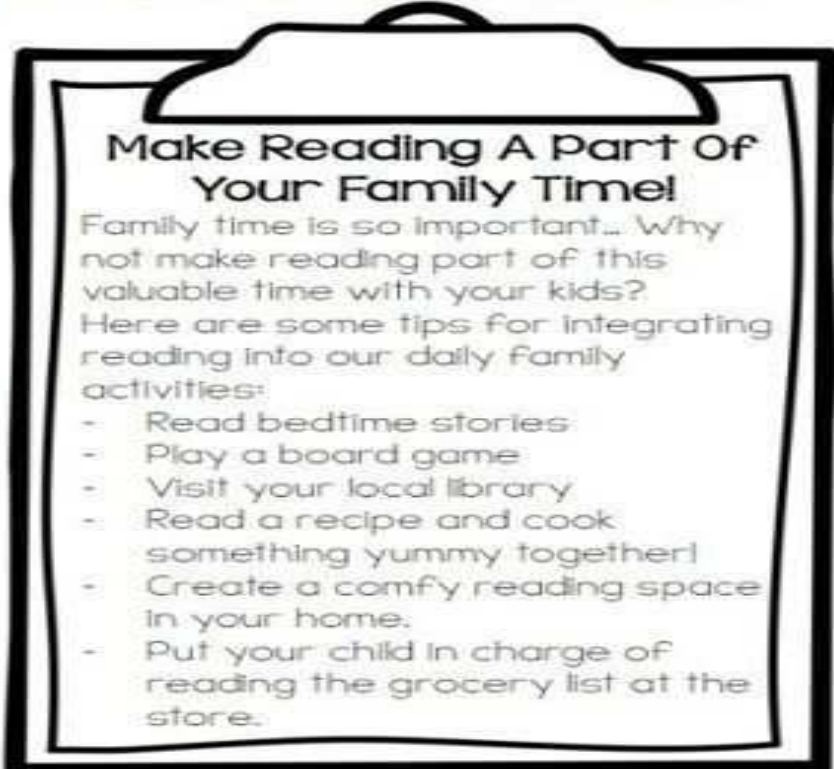 Make Reading A Part Of
Your Family Time!
Family time is so important... Why
not make reading part of this
valuable time with your kids?
Here are some tips for integrating
reading into our daily family
activities:
- Read bedtime stories
- Play a board game
- Visit your local library
- Read a recipe and cook
something yummy together!
- Create a comfy reading space
in your home.
- Put your child in charge of
reading the grocery list at the
store.